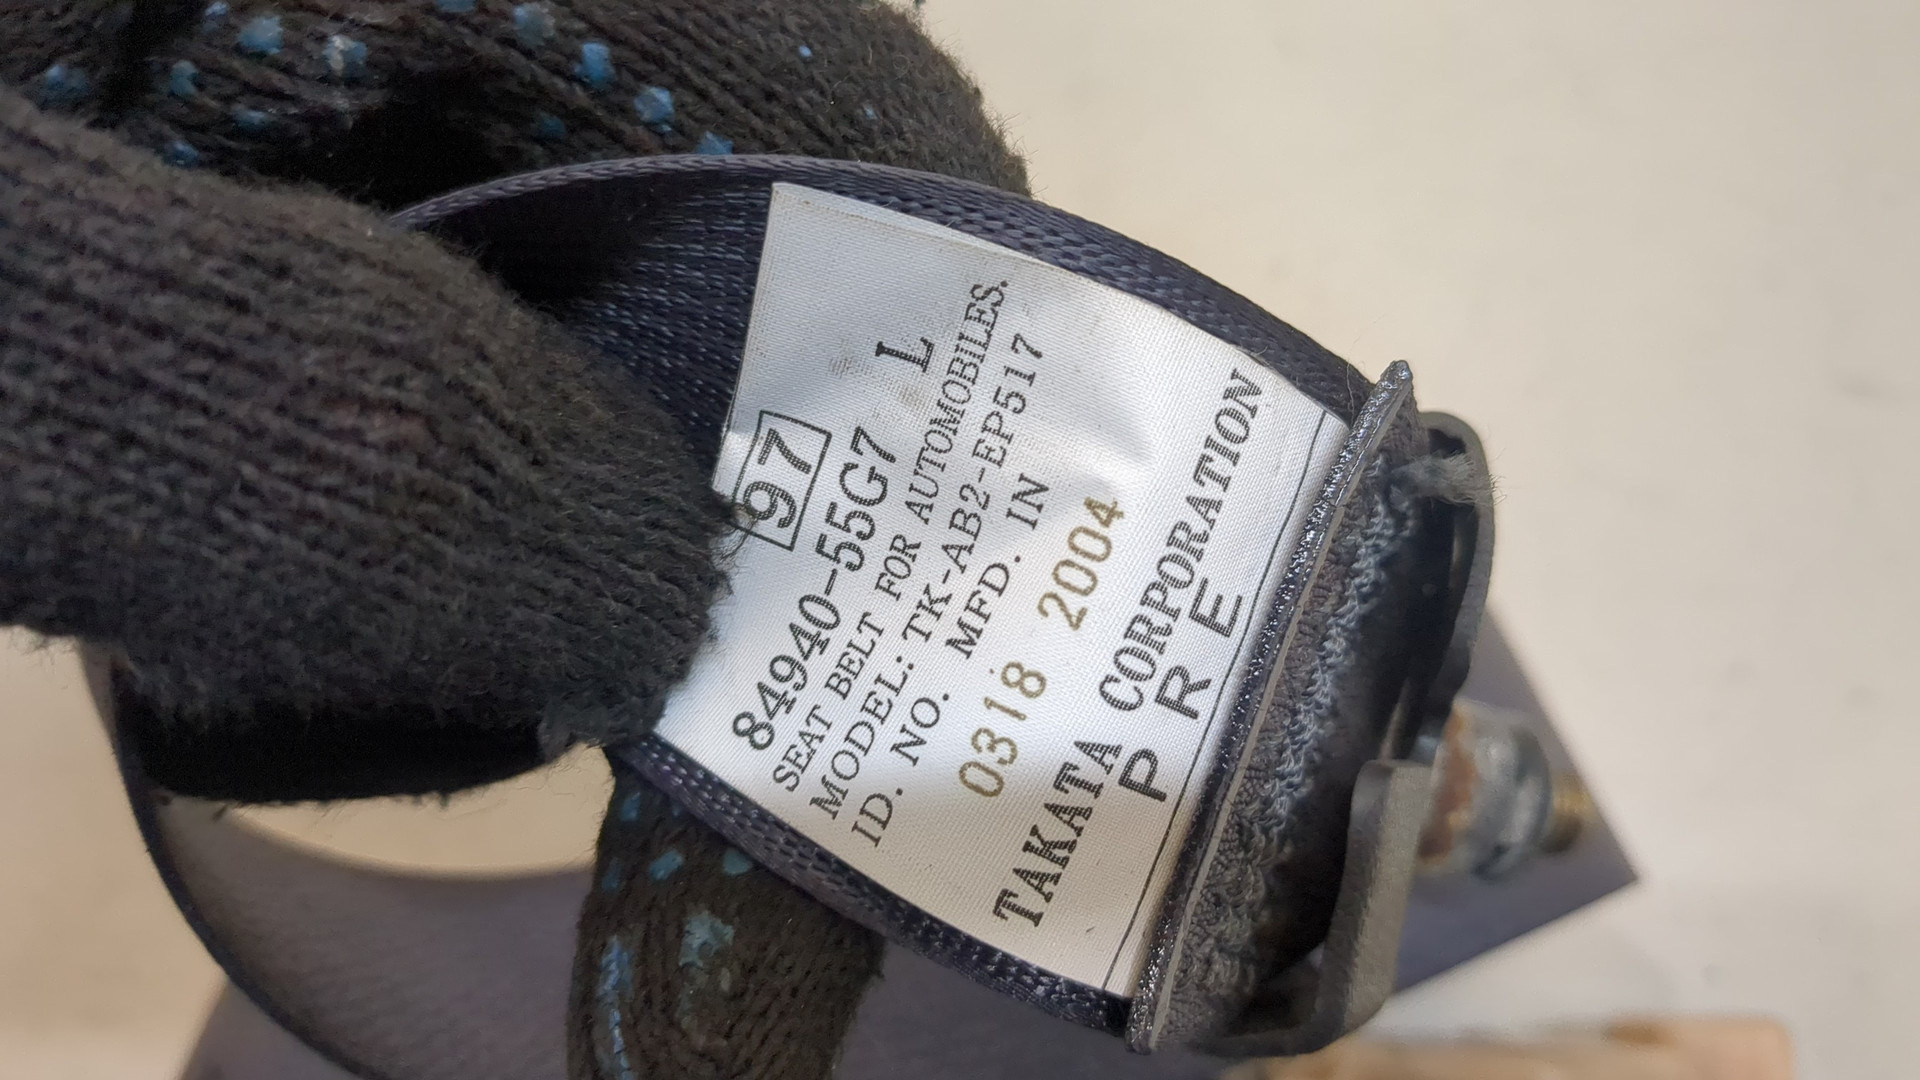 97
84940-55G7 L
SEAT BELT FOR AUTOMOBILES.
MODEL: TK-AB2-EP517
ID. NO. MFD. IN
0318 2004
TAKATA CORPORATION
P R E